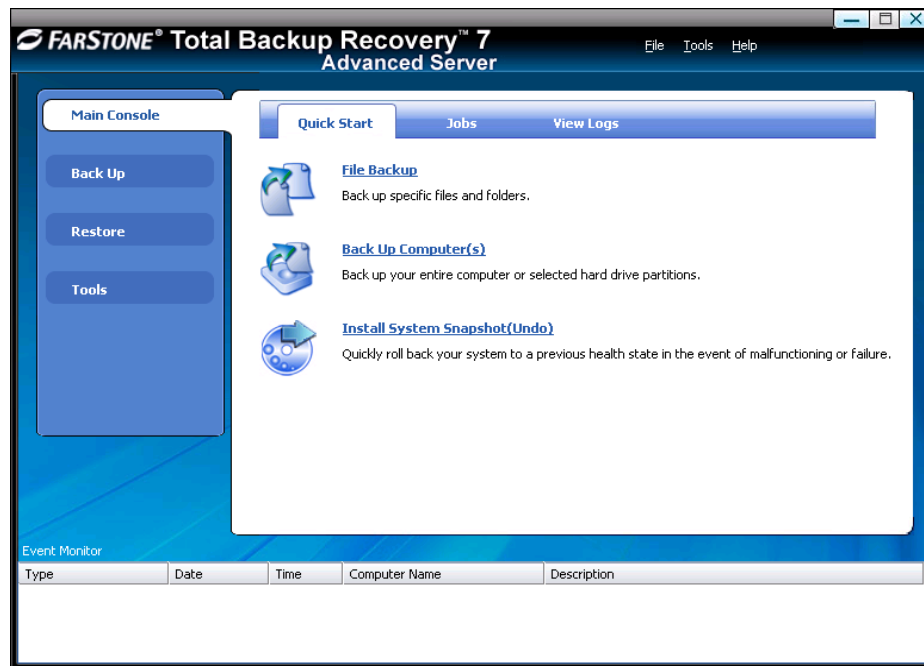 FARSTONE® Total Backup Recovery™ 7
Advanced Server
File Tools Help
Main Console
Back Up
Restore
Tools
Quick Start Jobs View Logs
File Backup
Back up specific files and folders.
Back Up Computer(s)
Back up your entire computer or selected hard drive partitions.
Install System Snapshot(Undo)
Quickly roll back your system to a previous health state in the event of malfunctioning or failure.
Event Monitor
Type Date Time Computer Name Description